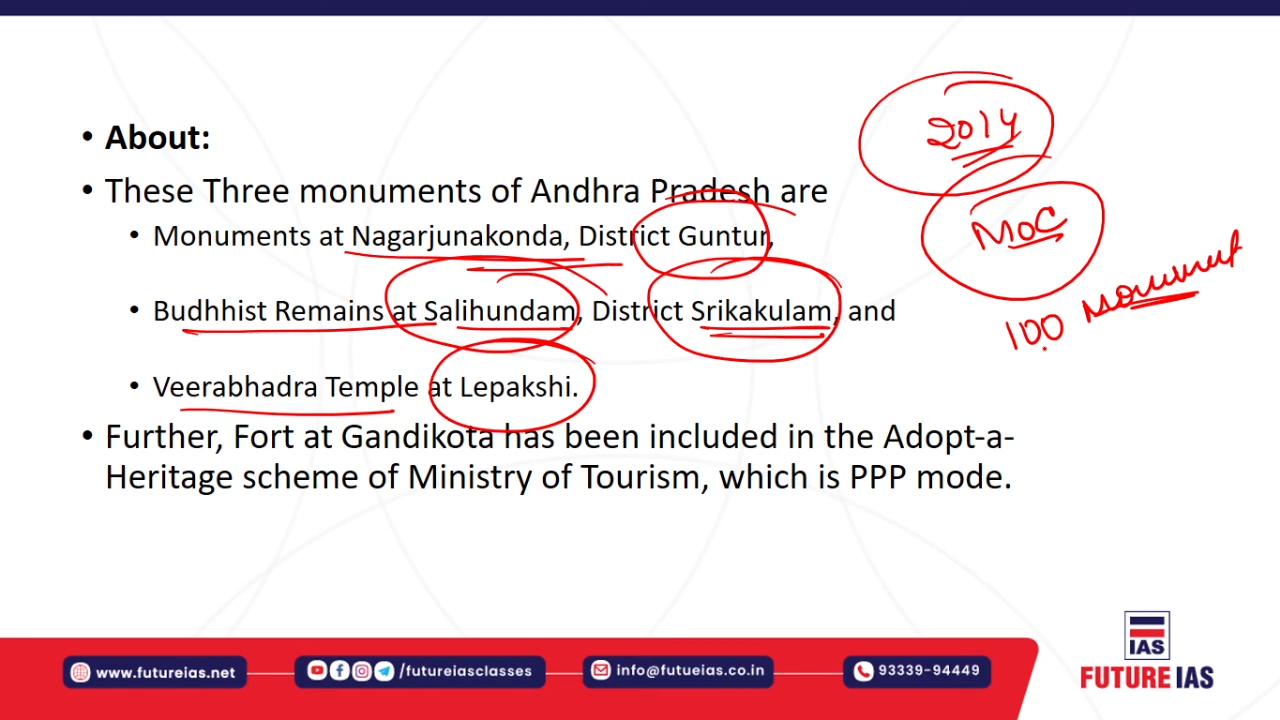 • About:
• These Three monuments of Andhra Pradesh are
• Monuments at Nagarjunakonda, District Guntur,
• Budhhist Remains at Salihundam, District Srikakulam, and
• Veerabhadra Temple at Lepakshi.
• Further, Fort at Gandikota has been included in the Adopt-a-
Heritage scheme of Ministry of Tourism, which is PPP mode.
2014
MOC
100 Monument
www.futureias.net
/futureiasclasses
info@futueias.co.in
93339-94449
IAS
FUTURE IAS